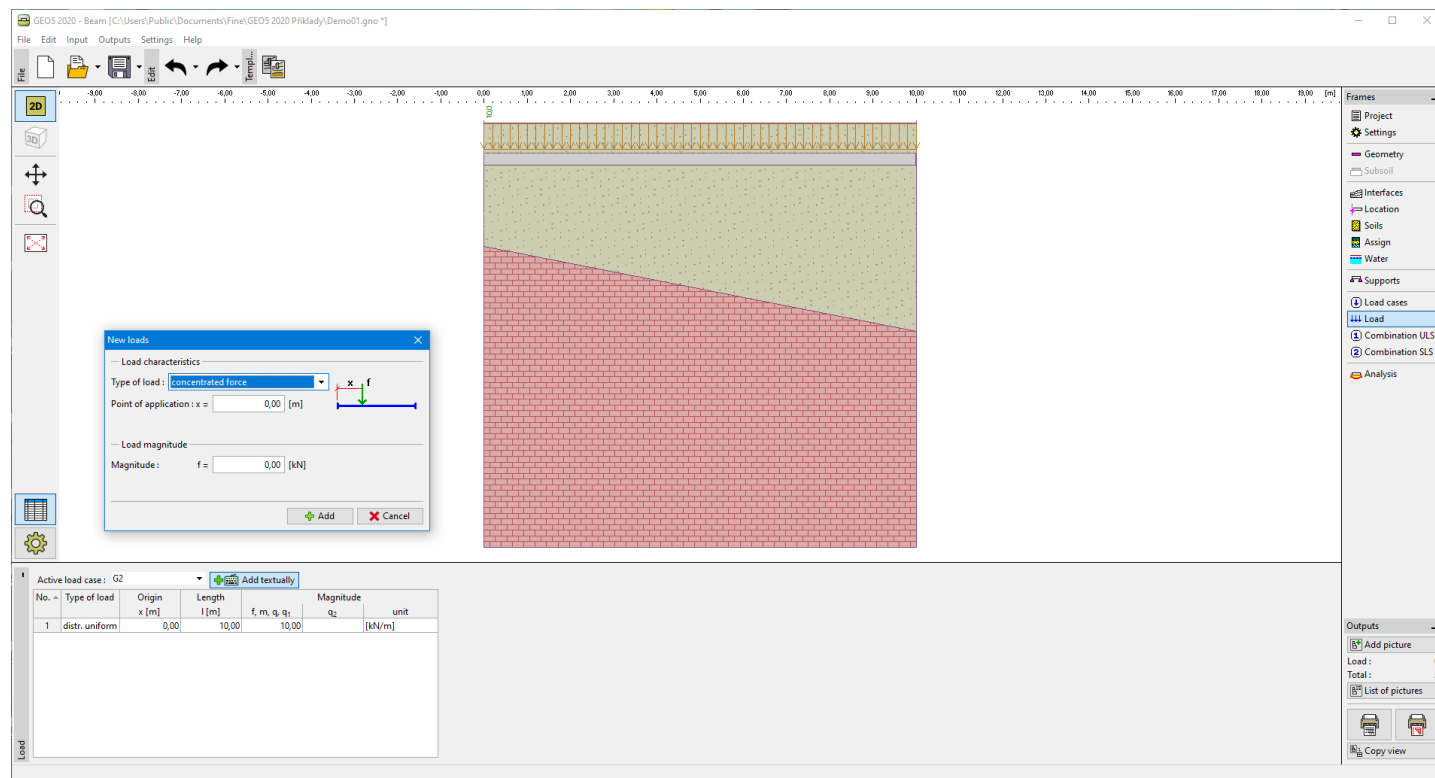 GEO5 2020 - Beam [C:\Users\Public\Documents\Fine\GEO5 2020 Příklady\Demo01.gno *]
File Edit Input Outputs Settings Help
File
Edit
Templ...
2D
3D
-9,00 -8,00 -7,00 -6,00 -5,00 -4,00 -3,00 -2,00 -1,00 0,00 1,00 2,00 3,00 4,00 5,00 6,00 7,00 8,00 9,00 10,00 11,00 12,00 13,00 14,00 15,00 16,00 17,00 18,00 19,00 [m]
10,0
New loads
Load characteristics
Type of load : concentrated force
x f
Point of application : x = 0,00 [m]
Load magnitude
Magnitude : f = 0,00 [kN]
Add Cancel
Frames
Project
Settings
Geometry
Subsoil
Interfaces
Location
Soils
Assign
Water
Supports
Load cases
Load
1 Combination ULS
2 Combination SLS
Analysis
Active load case : G2 Add textually
No. Type of load Origin Length Magnitude
x [m] l [m] f, m, q, q1 q2 unit
1 distr. uniform 0,00 10,00 10,00 [kN/m]
Load
Outputs
Add picture
Load :
Total :
List of pictures
Copy view